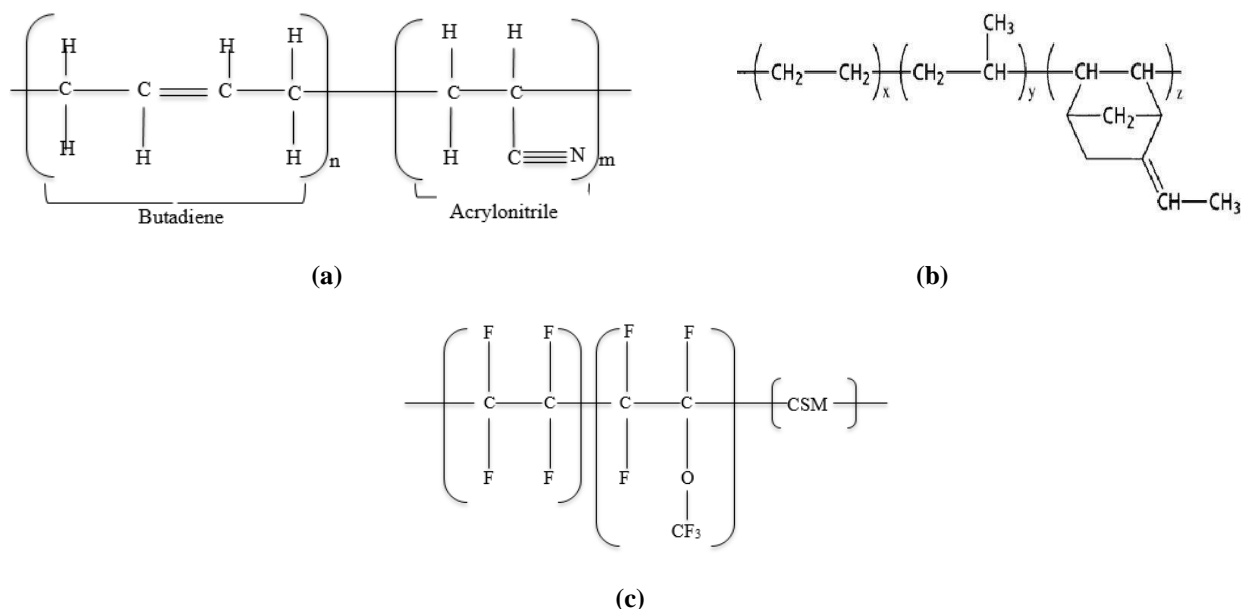 H H H H H
C C C C C C
H H H H C N
n m
Butadiene Acrylonitrile
(a)
CH3
CH2 CH2 x CH2 CH y CH CH z
CH2
CH CH3
(b)
F F F F
C C C C CSM
F F F O
CF3
(c)